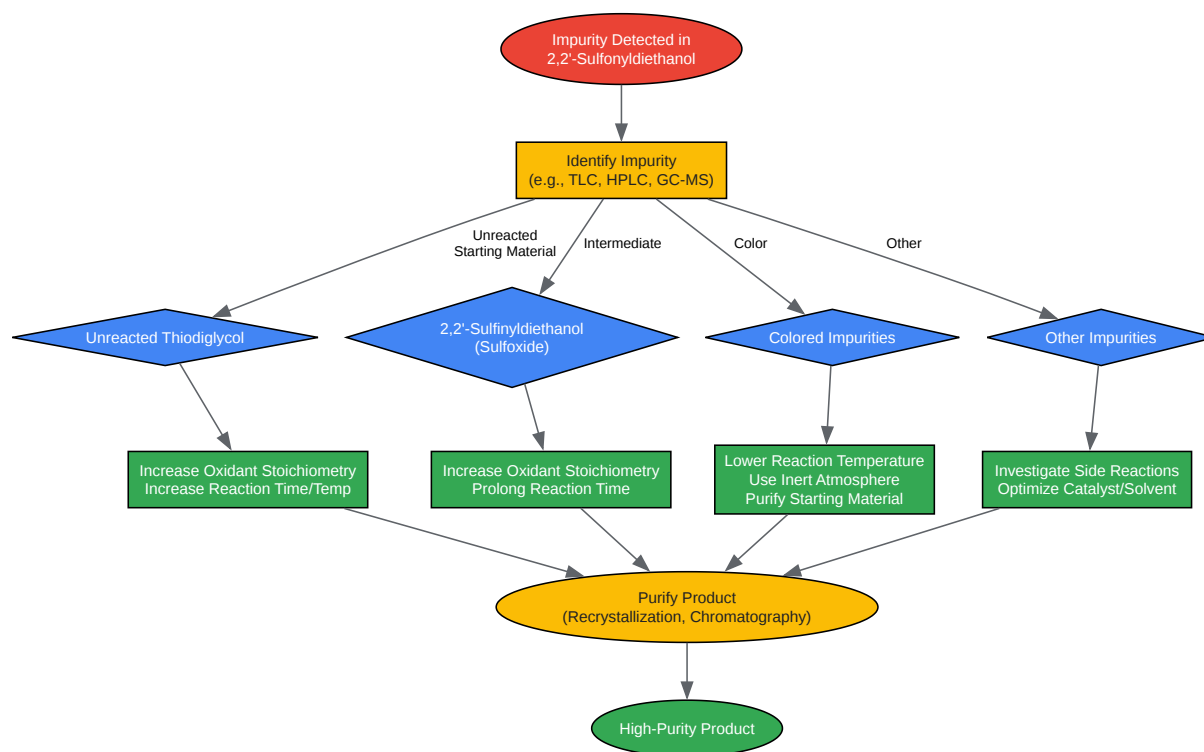 Impurity Detected in
2,2'-Sulfonyldiethanol
Identify Impurity
(e.g., TLC, HPLC, GC-MS)
Unreacted
Starting Material
Intermediate
Color
Other
Unreacted Thiodiglycol
2,2'-Sulfinyldiethanol
(Sulfoxide)
Colored Impurities
Other Impurities
Increase Oxidant Stoichiometry
Increase Reaction Time/Temp
Increase Oxidant Stoichiometry
Prolong Reaction Time
Lower Reaction Temperature
Use Inert Atmosphere
Purify Starting Material
Investigate Side Reactions
Optimize Catalyst/Solvent
Purify Product
(Recrystallization, Chromatography)
High-Purity Product